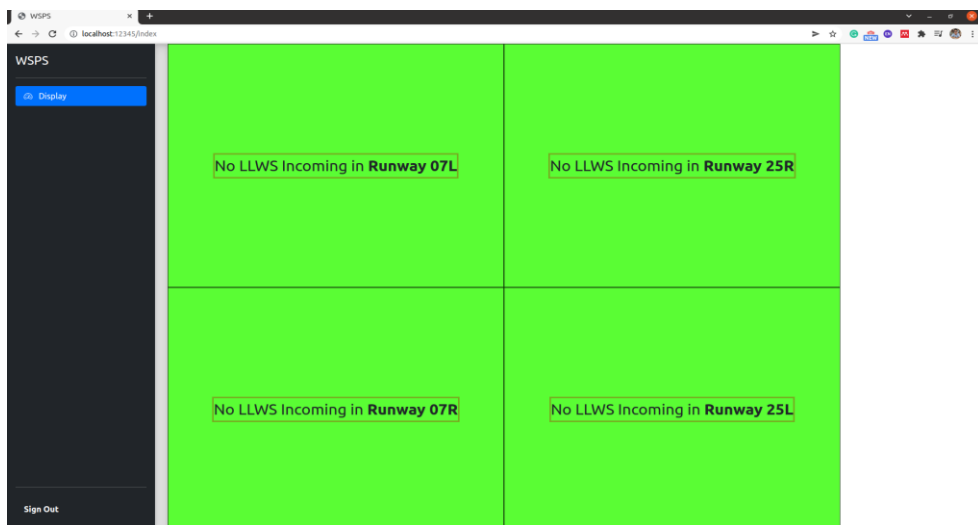 WSPS
localhost:12345/index
NEW
WSPS
Display
No LLWS Incoming in Runway 07L
No LLWS Incoming in Runway 25R
No LLWS Incoming in Runway 07R
No LLWS Incoming in Runway 25L
Sign Out